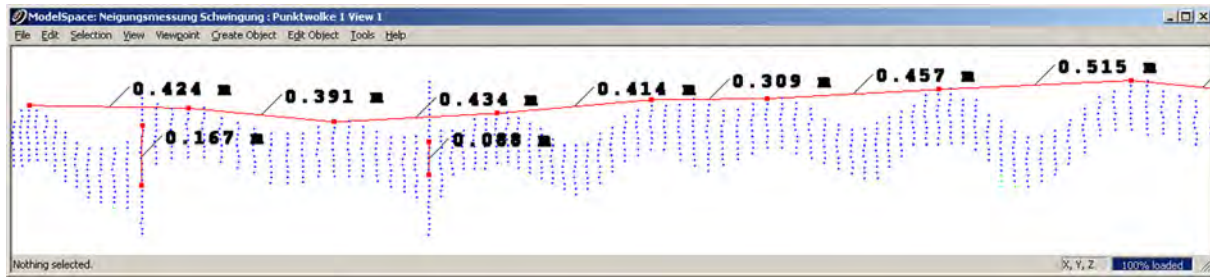 ModelSpace: Neigungsmessung Schwingung : Punktwolke 1 View 1
File Edit Selection View Viewpoint Create Object Edit Object Tools Help
0.424 m
0.391 m
0.434 m
0.414 m
0.309 m
0.457 m
0.515 m
0.167 m
0.088 m
Nothing selected.
X, Y, Z
100% loaded